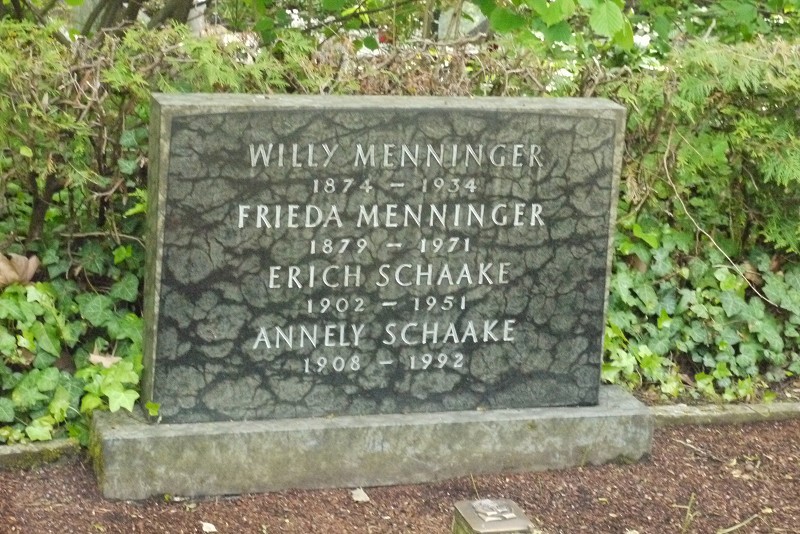 WILLY MENNINGER
1874 – 1934
FRIEDA MENNINGER
1879 – 1971
ERICH SCHAAKE
1902 – 1951
ANNELY SCHAAKE
1908 – 1992